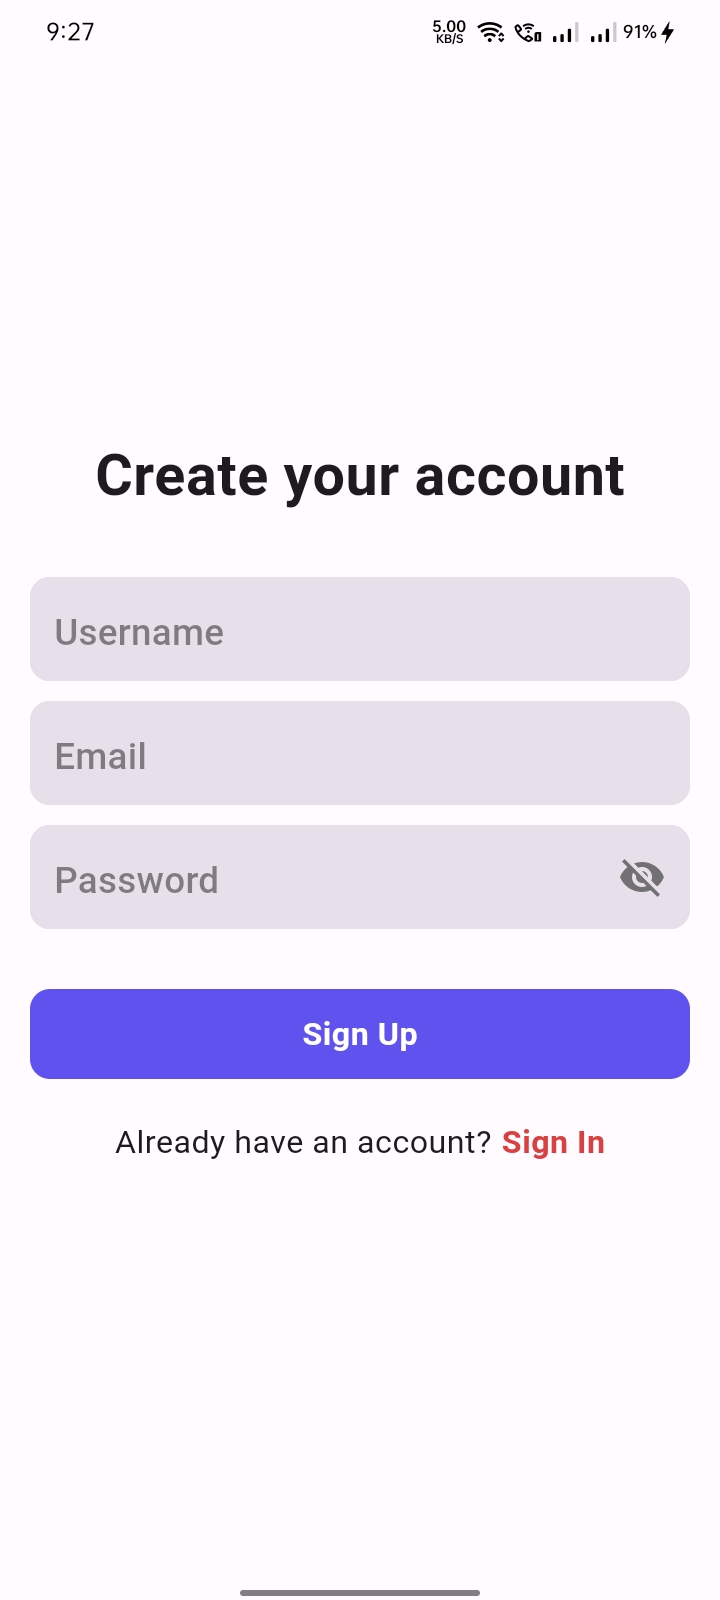 9:27
5.00
KB/S
91%
Create your account
Username
Email
Password
Sign Up
Already have an account? Sign In